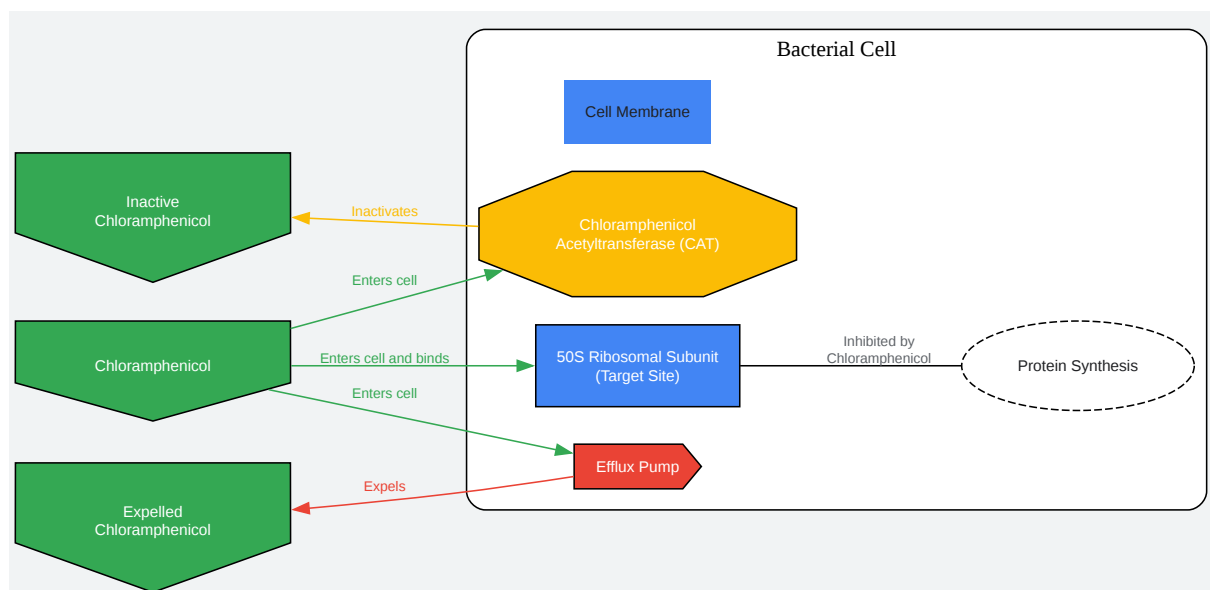 Bacterial Cell
Cell Membrane
Inactive
Chloramphenicol
Inactivates
Chloramphenicol
Acetyltransferase (CAT)
Enters cell
Chloramphenicol
Enters cell and binds
50S Ribosomal Subunit
(Target Site)
Inhibited by
Chloramphenicol
Protein Synthesis
Enters cell
Efflux Pump
Expels
Expelled
Chloramphenicol